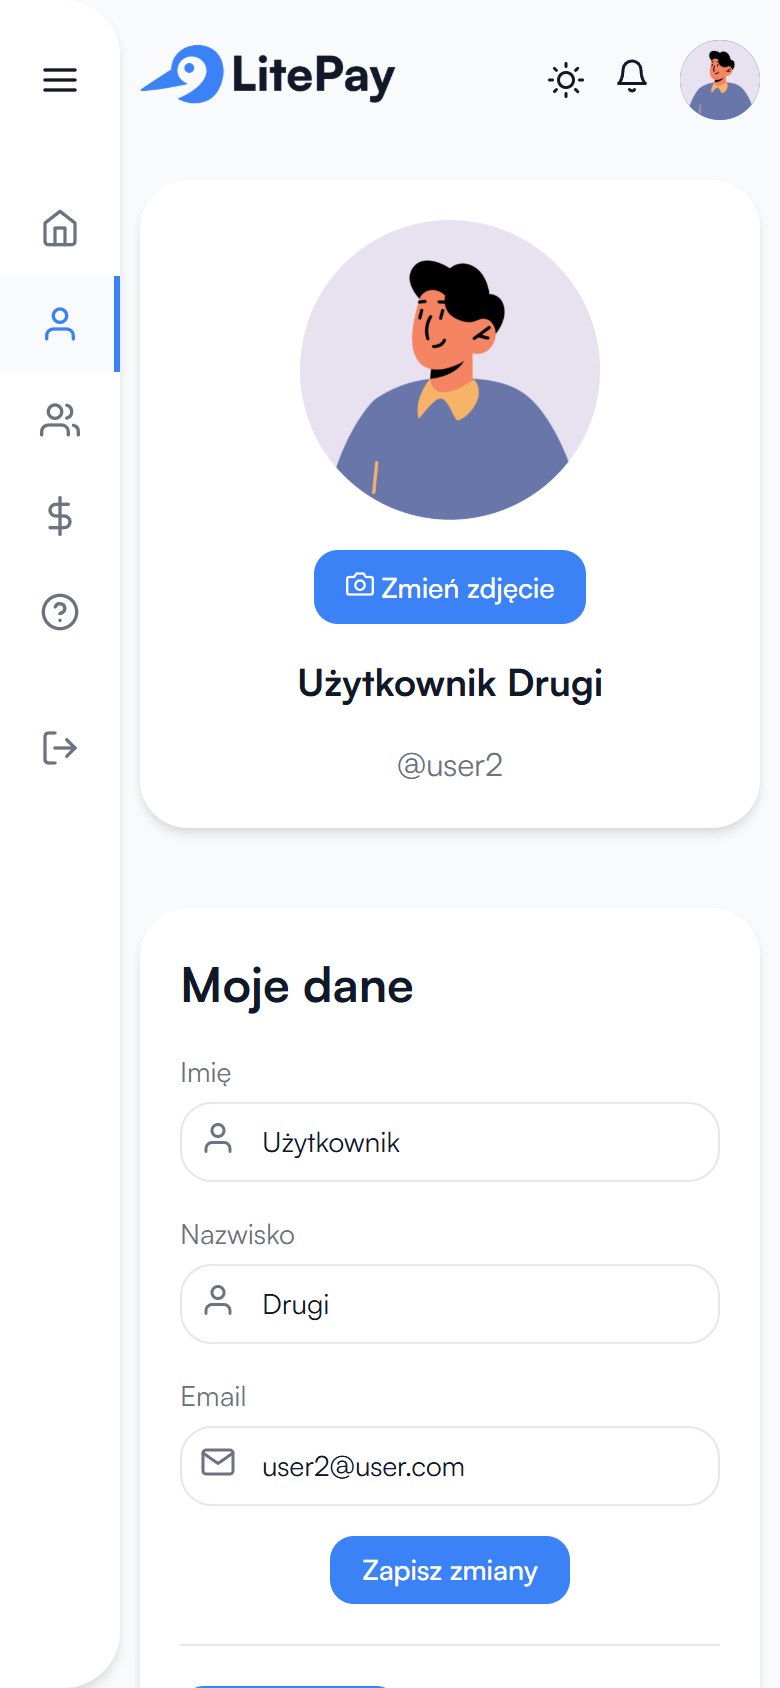 LitePay
Zmień zdjęcie
Użytkownik Drugi
@user2
Moje dane
Imię
Użytkownik
Nazwisko
Drugi
Email
user2@user.com
Zapisz zmiany